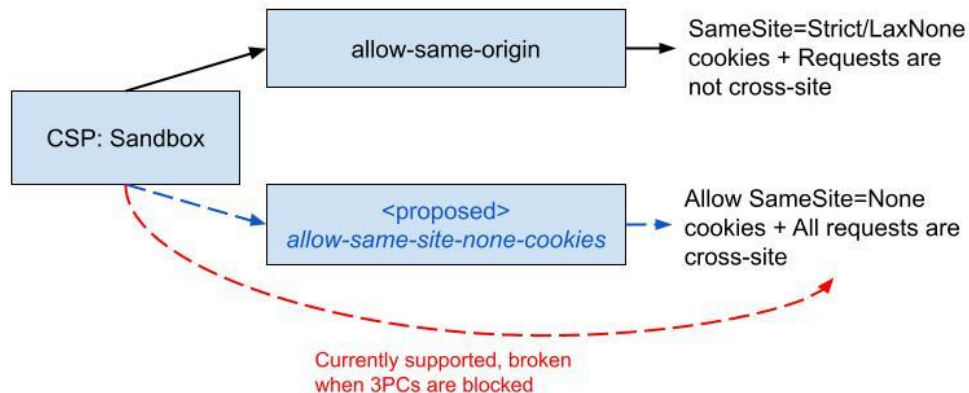 allow-same-origin
SameSite=Strict/LaxNone
cookies + Requests are
not cross-site
CSP: Sandbox
<proposed>
allow-same-site-none-cookies
Allow SameSite=None
cookies + All requests are
cross-site
Currently supported, broken
when 3PCs are blocked